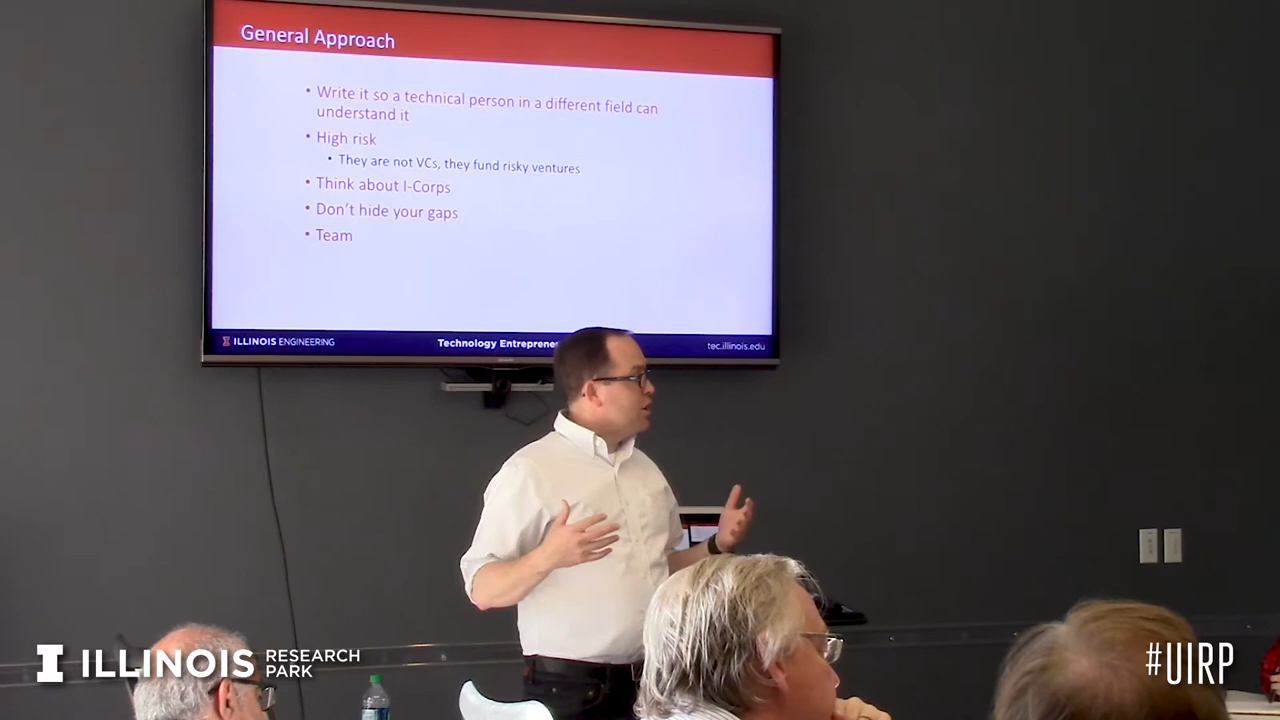 General Approach
• Write it so a technical person in a different field can
understand it
• High risk
• They are not VCs, they fund risky ventures
• Think about I-Corps
• Don't hide your gaps
• Team
I ILLINOIS ENGINEERING
Technology Entreprene
tec.illinois.edu
I ILLINOIS RESEARCH
PARK
#UIRP